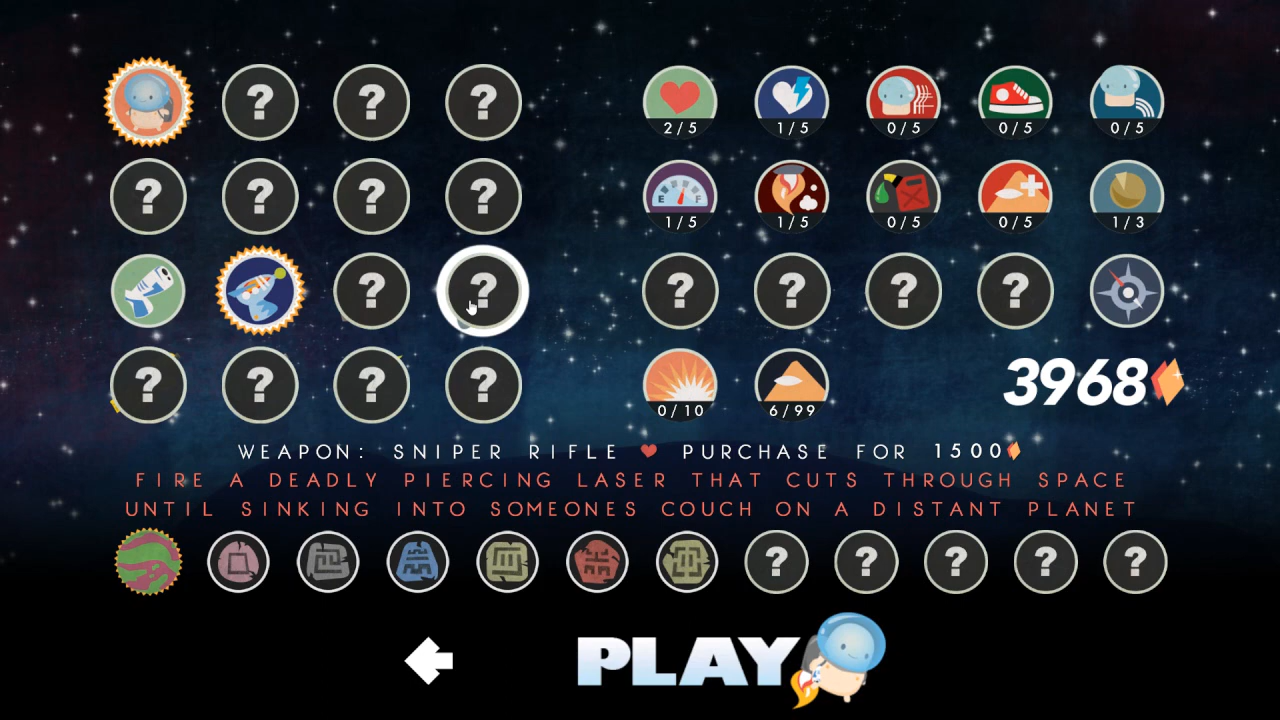 ? ? ?
2/5 1/5 0/5 0/5 0/5
? ? ? ?
E F
1/5 1/5 0/5 0/5 1/3
? ? ? ? ? ?
? ? ? ?
0/10 6/99 3968
WEAPON: SNIPER RIFLE PURCHASE FOR 1500
FIRE A DEADLY PIERCING LASER THAT CUTS THROUGH SPACE
UNTIL SINKING INTO SOMEONES COUCH ON A DISTANT PLANET
? ? ? ? ?
PLAY